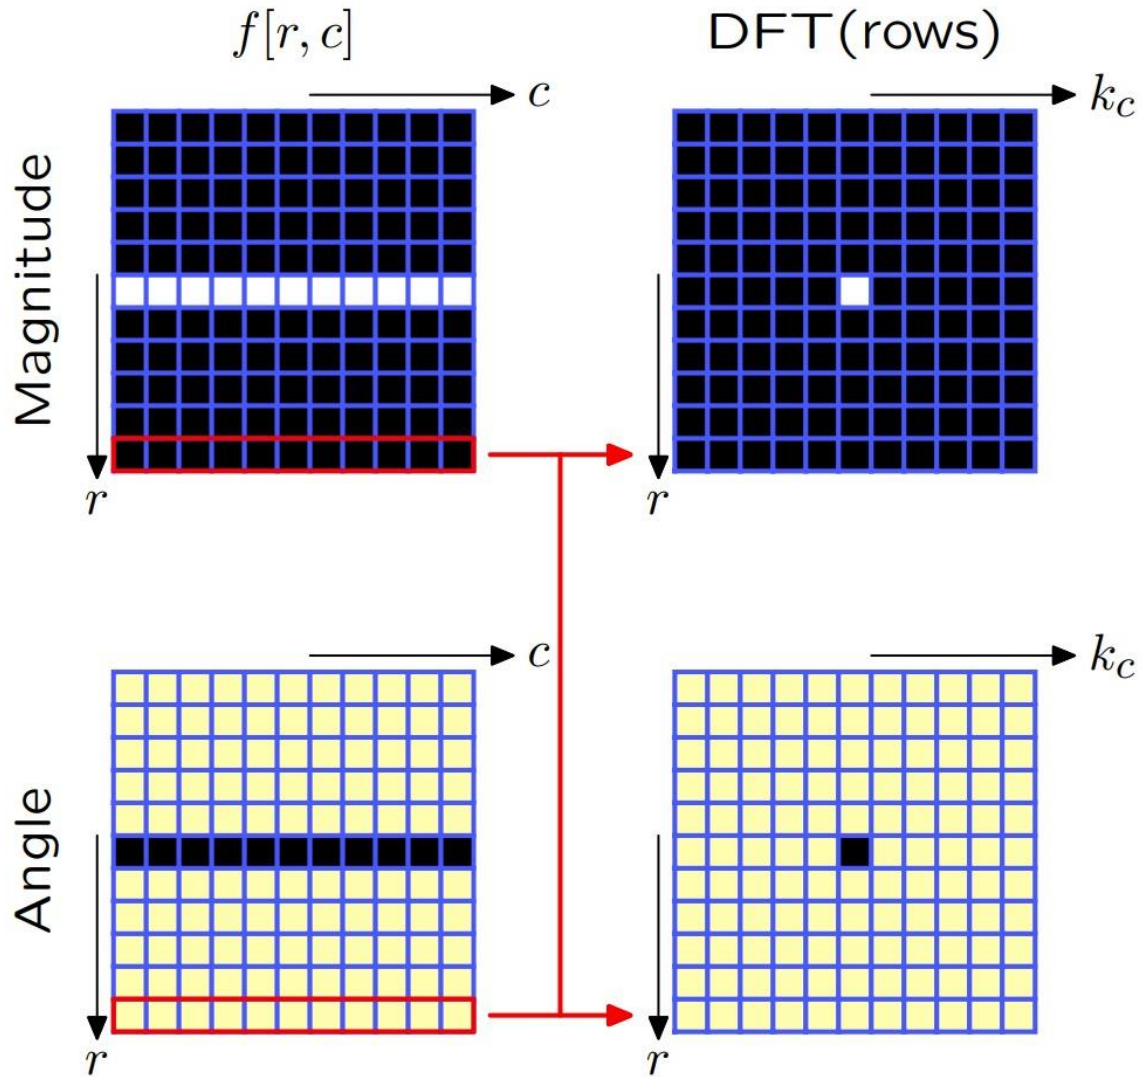 f[r, c] DFT(rows)
c k_c
Magnitude
r r
c k_c
Angle
r r